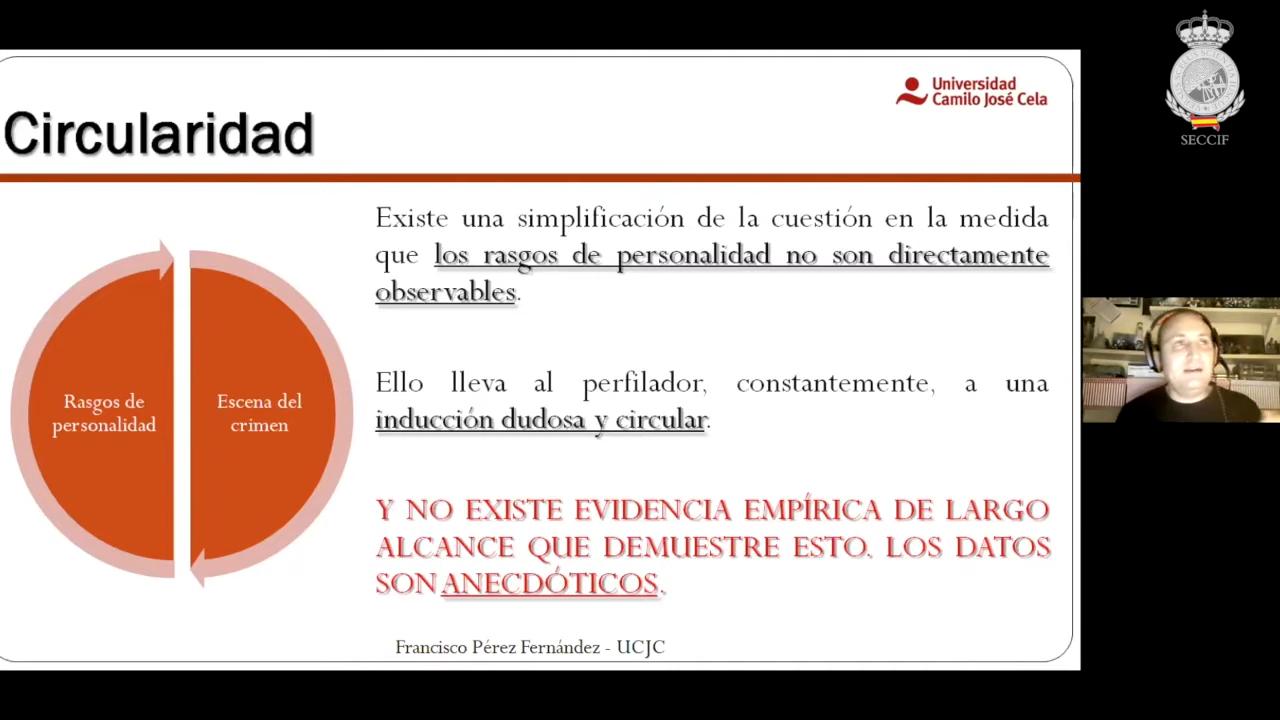 Universidad
Camilo José Cela
SECCIF
Circularidad
Existe una simplificación de la cuestión en la medida
que los rasgos de personalidad no son directamente
observables.
Ello lleva al perfilador, constantemente, a una
inducción dudosa y circular.
Y NO EXISTE EVIDENCIA EMPÍRICA DE LARGO
ALCANCE QUE DEMUESTRE ESTO. LOS DATOS
SON ANECDÓTICOS.
Rasgos de
personalidad
Escena del
crimen
Francisco Pérez Fernández - UCJC